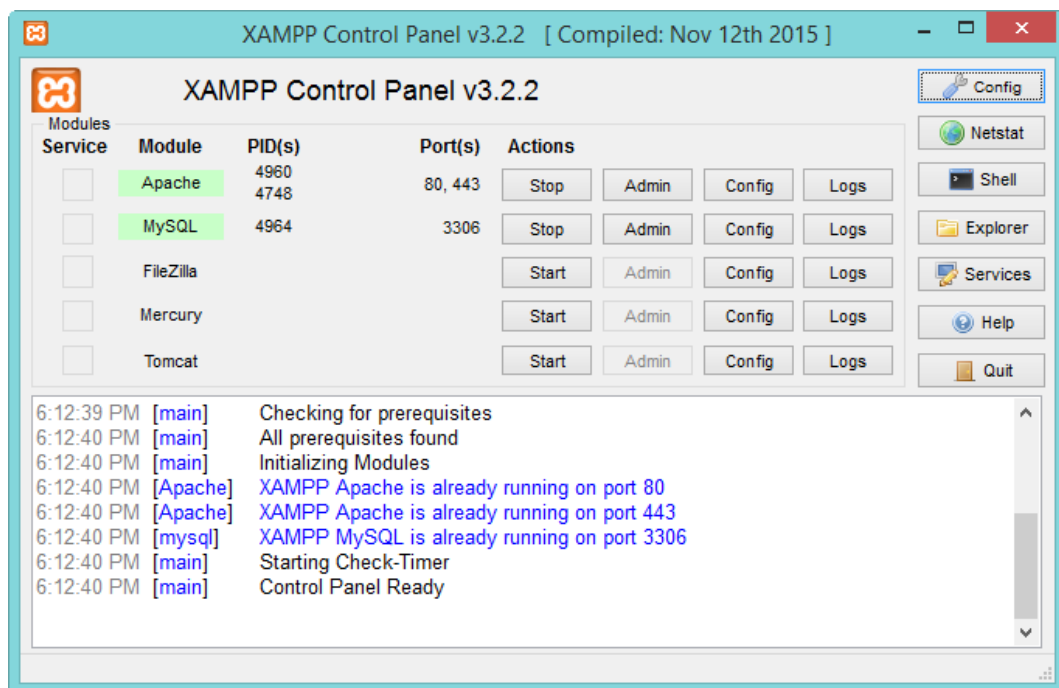 XAMPP Control Panel v3.2.2 [ Compiled: Nov 12th 2015 ]
XAMPP Control Panel v3.2.2
Config
Modules
Service Module PID(s) Port(s) Actions
Netstat
Apache 4960 4748 80, 443 Stop Admin Config Logs
Shell
MySQL 4964 3306 Stop Admin Config Logs
Explorer
FileZilla Start Admin Config Logs
Services
Mercury Start Admin Config Logs
Help
Tomcat Start Admin Config Logs
Quit
6:12:39 PM [main] Checking for prerequisites
6:12:40 PM [main] All prerequisites found
6:12:40 PM [main] Initializing Modules
6:12:40 PM [Apache] XAMPP Apache is already running on port 80
6:12:40 PM [Apache] XAMPP Apache is already running on port 443
6:12:40 PM [mysql] XAMPP MySQL is already running on port 3306
6:12:40 PM [main] Starting Check-Timer
6:12:40 PM [main] Control Panel Ready